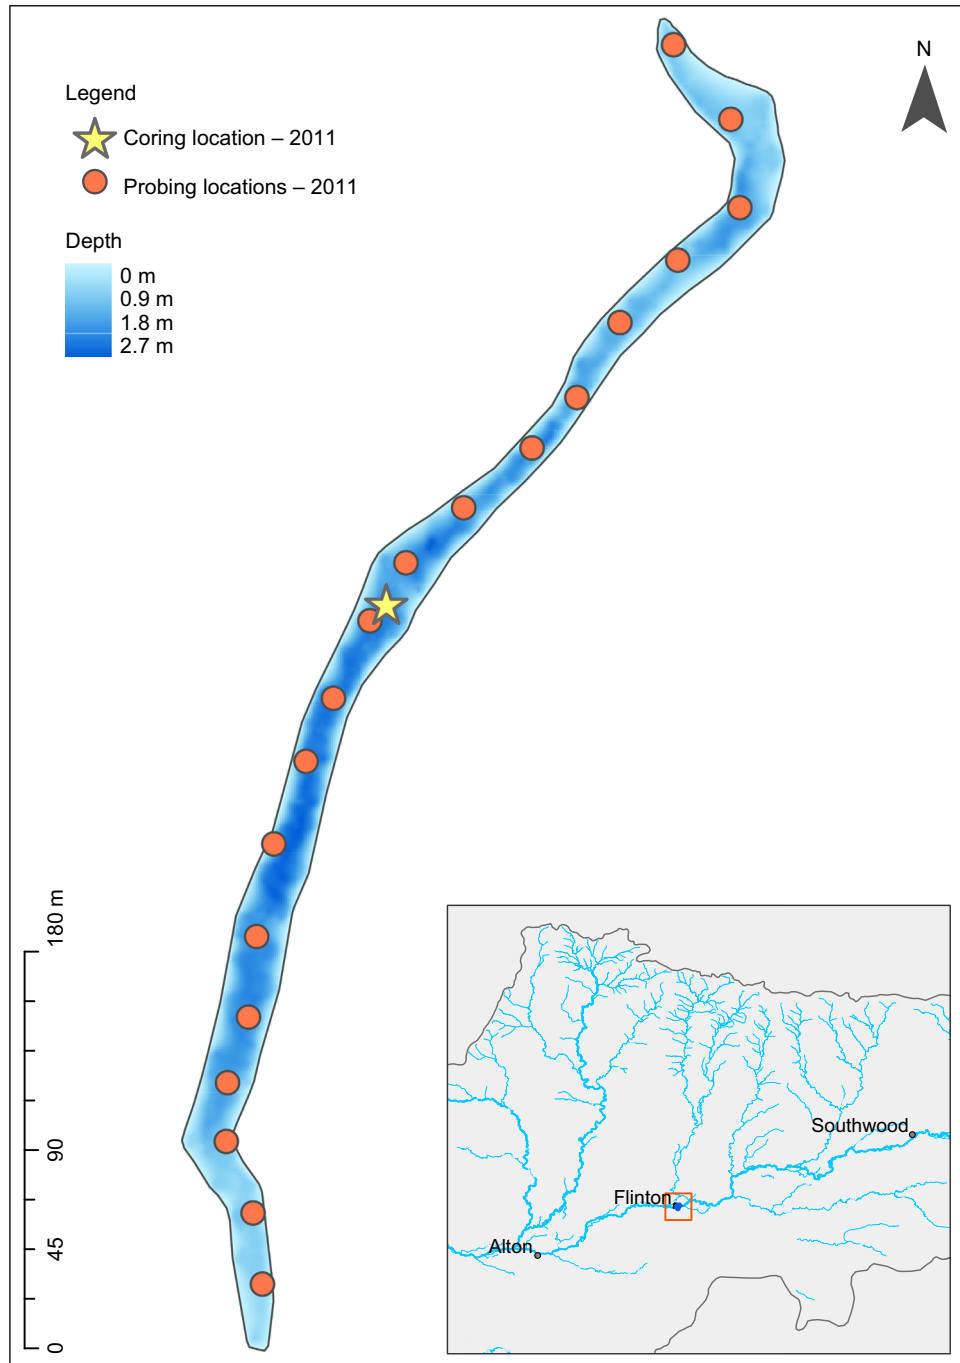 N
Legend
Coring location – 2011
Probing locations – 2011
Depth
0 m
0.9 m
1.8 m
2.7 m
180 m
90
45
0
Southwood
Flinton
Alton